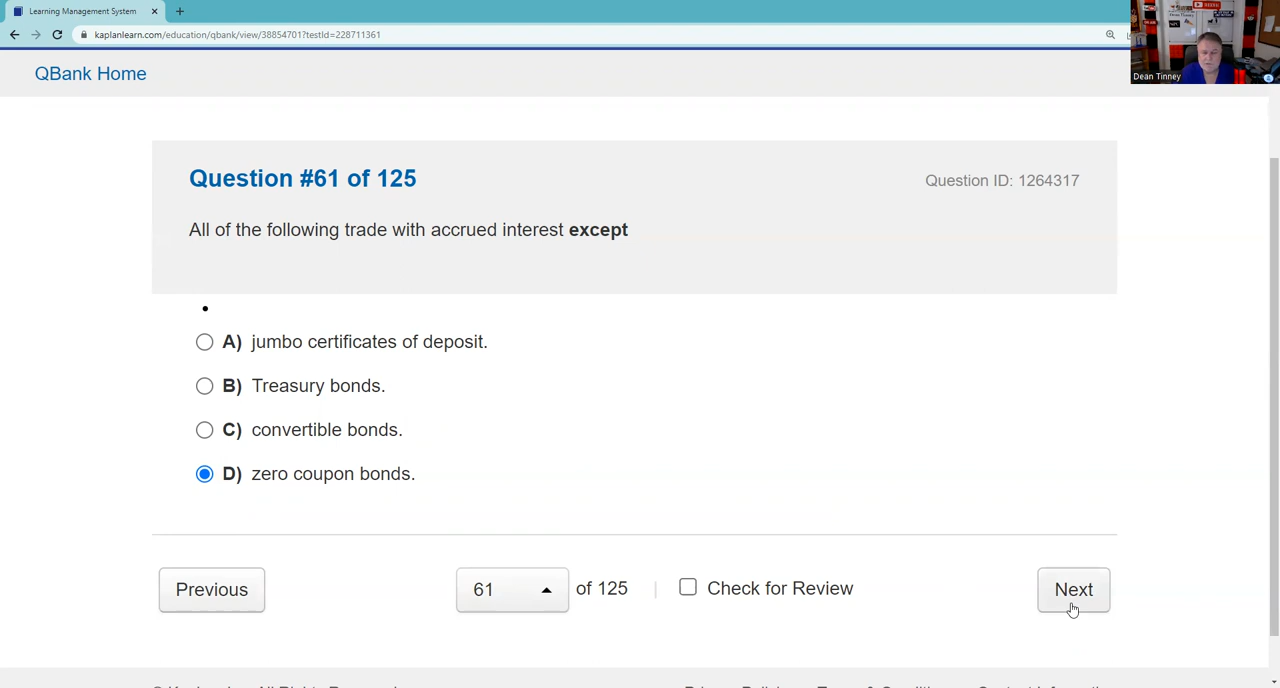 Learning Management System
kaplanlearn.com/education/qbank/view/38854701?testId=228711361
Dean Tinney
QBank Home
Question #61 of 125
Question ID: 1264317
All of the following trade with accrued interest except
A) jumbo certificates of deposit.
B) Treasury bonds.
C) convertible bonds.
D) zero coupon bonds.
Previous
61
of 125
Check for Review
Next